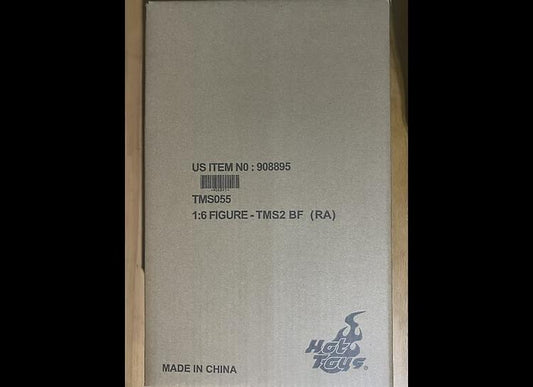 US ITEM N0 : 908895
TMS055
1:6 FIGURE - TMS2 BF (RA)
Hot
Toys
MADE IN CHINA